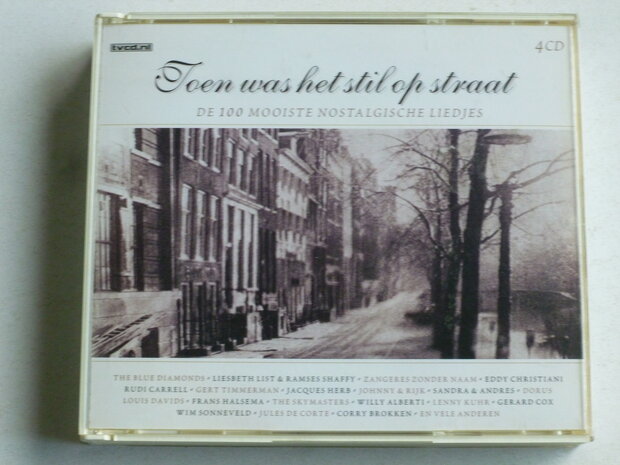 tvcd.nl
4CD
Toen was het stil op straat
DE 100 MOOISTE NOSTALGISCHE LIEDJES
THE BLUE DIAMONDS • LIESBETH LIST & RAMSES SHAFFY • ZANGERES ZONDER NAAM • EDDY CHRISTIANI
RUDI CARRELL • GERT TIMMERMAN • JACQUES HERB • JOHNNY & RIJK • SANDRA & ANDRES • DORUS
LOUIS DAVIDS • FRANS HALSEMA • THE SKYMASTERS • WILLY ALBERTI • LENNY KUHR • GERARD COX
WIM SONNEVELD • JULES DE CORTE • CORRY BROKKEN • EN VELE ANDEREN